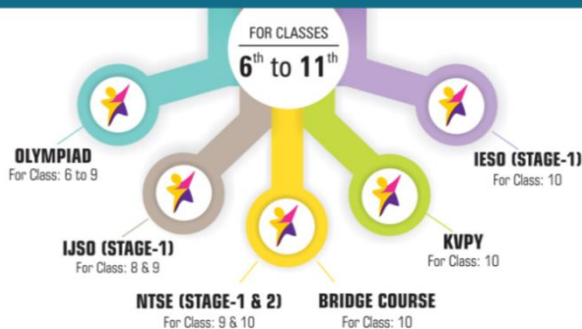 FOR CLASSES
6th to 11th
OLYMPIAD
For Class: 6 to 9
IJSO (STAGE-1)
For Class: 8 & 9
NTSE (STAGE-1 & 2)
For Class: 9 & 10
BRIDGE COURSE
For Class: 10
KVPY
For Class: 10
IESO (STAGE-1)
For Class: 10